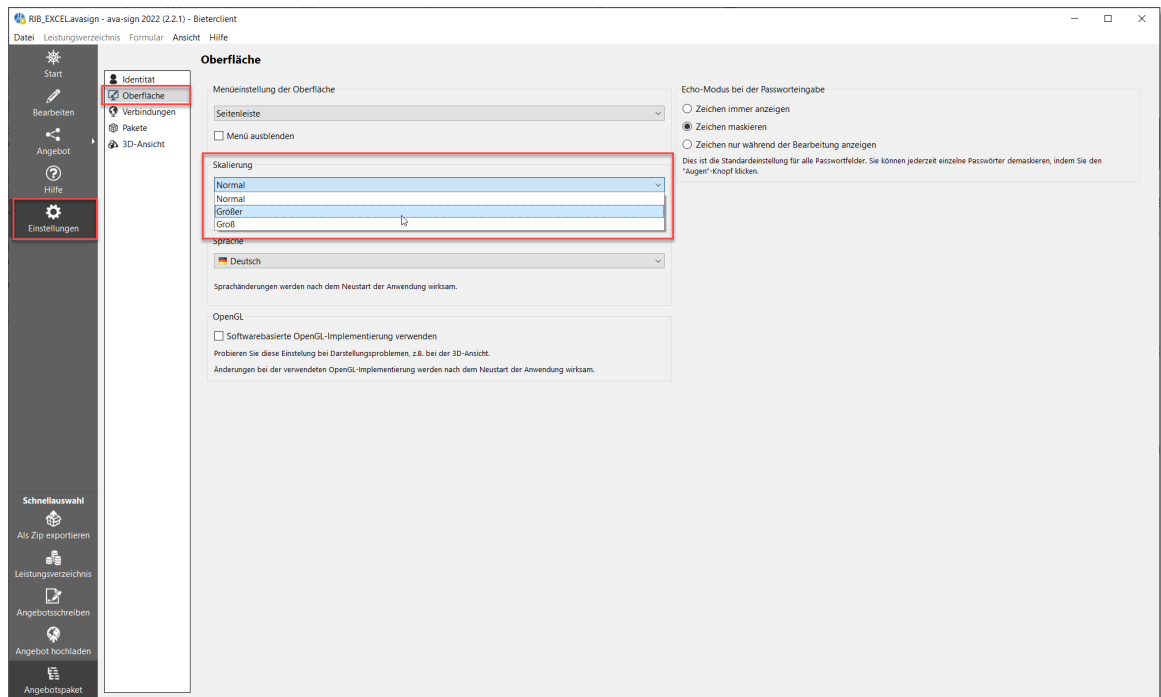 RIB_EXCEL.avasign - ava-sign 2022 (2.2.1) - Bieterclient
Datei Leistungsverzeichnis Formular Ansicht Hilfe
Start
Bearbeiten
Angebot
Hilfe
Einstellungen
Schnellauswahl
Als Zip exportieren
Leistungsverzeichnis
Angebotsschreiben
Angebot hochladen
Angebotspaket
Identität
Oberfläche
Verbindungen
Pakete
3D-Ansicht
Oberfläche
Menüeinstellung der Oberfläche
Seitenleiste
Menü ausblenden
Skalierung
Normal
Normal
Größer
Groß
Sprache
Deutsch
Sprachänderungen werden nach dem Neustart der Anwendung wirksam.
OpenGL
Softwarebasierte OpenGL-Implementierung verwenden
Probieren Sie diese Einstelung bei Darstellungsproblemen, z.B. bei der 3D-Ansicht.
Änderungen bei der verwendeten OpenGL-Implementierung werden nach dem Neustart der Anwendung wirksam.
Echo-Modus bei der Passworteingabe
Zeichen immer anzeigen
Zeichen maskieren
Zeichen nur während der Bearbeitung anzeigen
Dies ist die Standardeinstellung für alle Passwortfelder. Sie können jederzeit einzelne Passwörter demaskieren, indem Sie den
"Augen"-Knopf klicken.